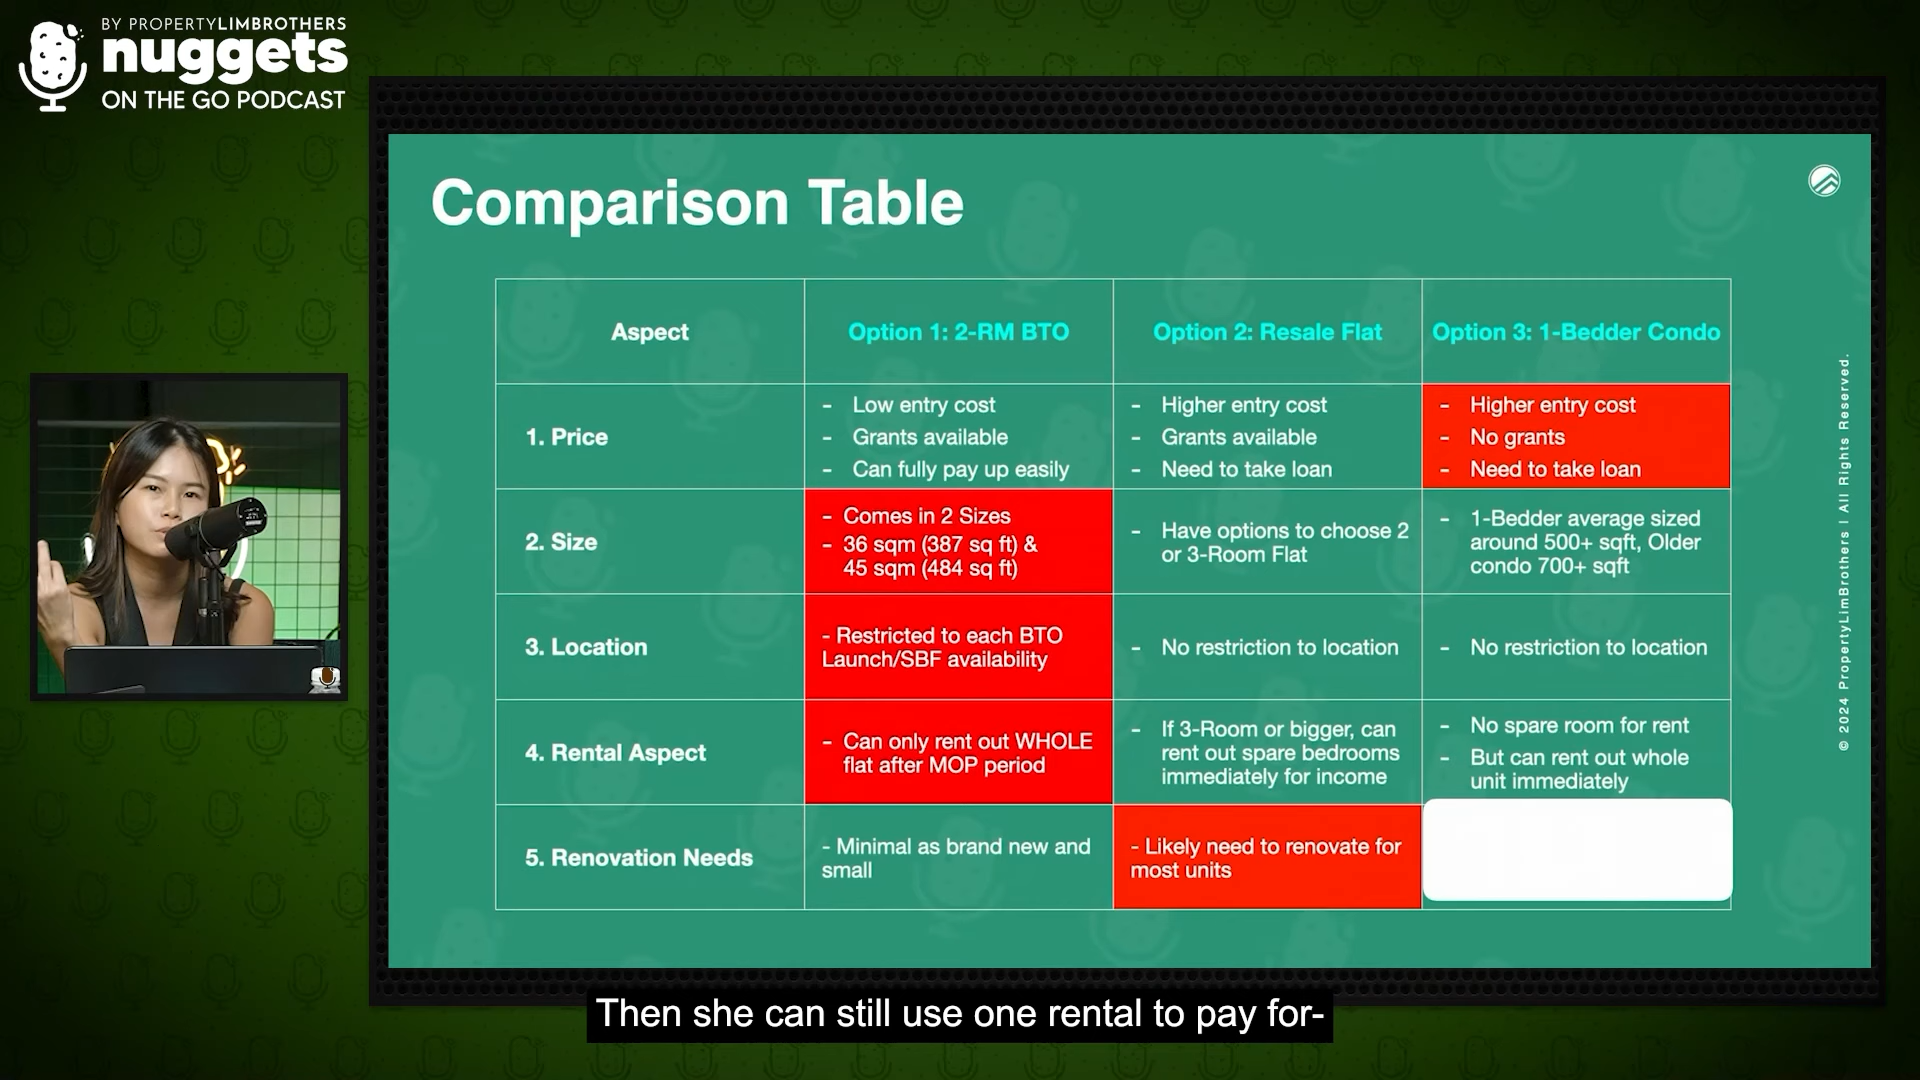 BY PROPERTYLIMBROTHERS
nuggets
ON THE GO PODCAST
Comparison Table
Aspect
Option 1: 2-RM BTO
Option 2: Resale Flat
Option 3: 1-Bedder Condo
1. Price
- Low entry cost
- Grants available
- Can fully pay up easily
- Higher entry cost
- Grants available
- Need to take loan
- Higher entry cost
- No grants
- Need to take loan
2. Size
- Comes in 2 Sizes
- 36 sqm (387 sq ft) &
45 sqm (484 sq ft)
- Have options to choose 2
or 3-Room Flat
- 1-Bedder average sized
around 500+ sqft, Older
condo 700+ sqft
3. Location
- Restricted to each BTO
Launch/SBF availability
- No restriction to location
- No restriction to location
4. Rental Aspect
- Can only rent out WHOLE
flat after MOP period
- If 3-Room or bigger, can
rent out spare bedrooms
immediately for income
- No spare room for rent
- But can rent out whole
unit immediately
5. Renovation Needs
- Minimal as brand new and
small
- Likely need to renovate for
most units
© 2024 PropertyLimBrothers | All Rights Reserved.
Then she can still use one rental to pay for-